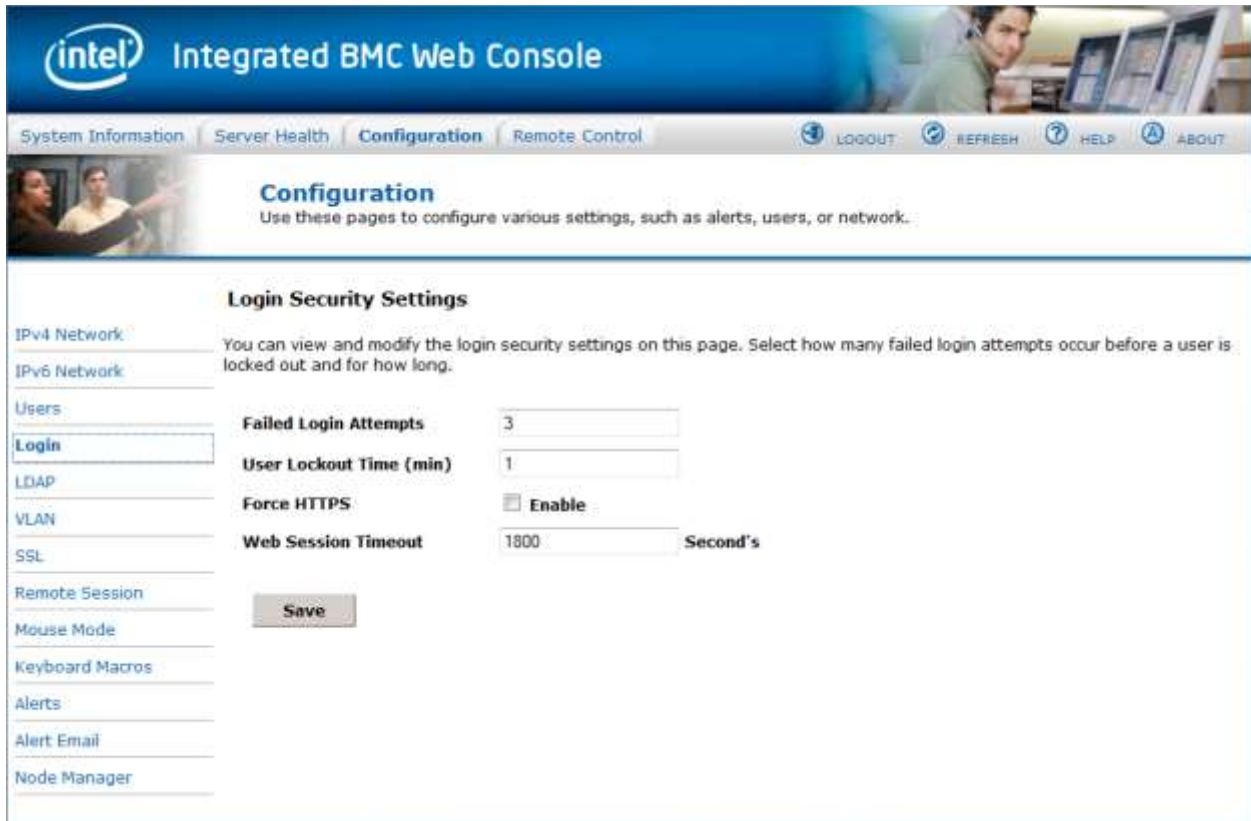 intel Integrated BMC Web Console
System Information Server Health Configuration Remote Control LOGOUT REFRESH HELP ABOUT
Configuration
Use these pages to configure various settings, such as alerts, users, or network.
IPv4 Network
IPv6 Network
Users
Login
LDAP
VLAN
SSL
Remote Session
Mouse Mode
Keyboard Macros
Alerts
Alert Email
Node Manager
Login Security Settings
You can view and modify the login security settings on this page. Select how many failed login attempts occur before a user is
locked out and for how long.
Failed Login Attempts 3
User Lockout Time (min) 1
Force HTTPS Enable
Web Session Timeout 1800 Second's
Save